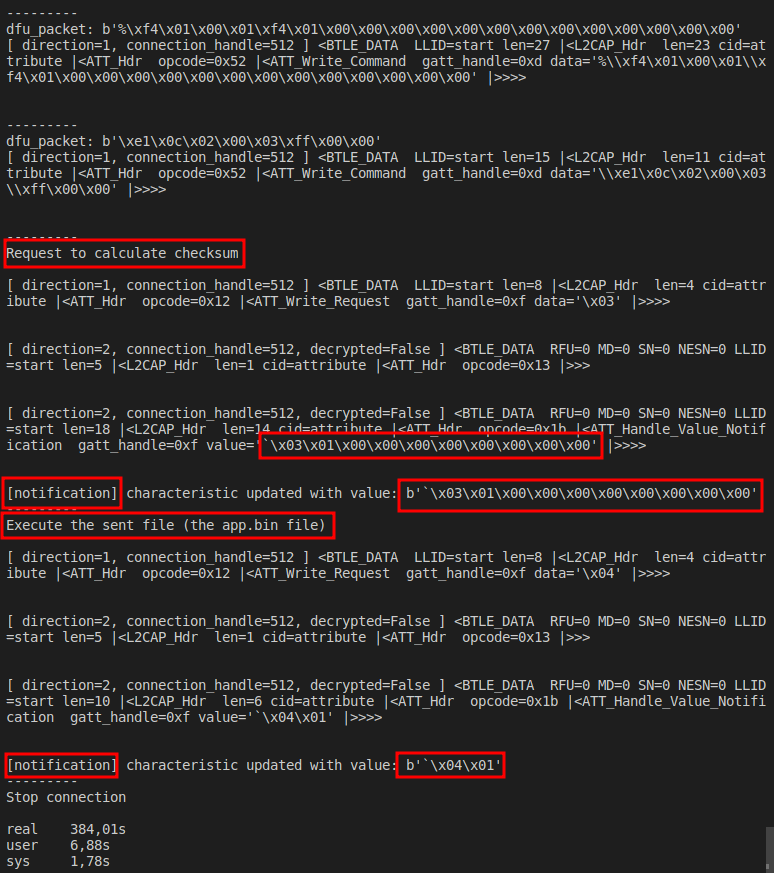 ---------
dfu_packet: b'%\xf4\x01\x00\x01\xf4\x01\x00\x00\x00\x00\x00\x00\x00\x00\x00\x00\x00\x00\x00'
[ direction=1, connection_handle=512 ] <BTLE_DATA  LLID=start len=27 |<L2CAP_Hdr  len=23 cid=at
tribute |<ATT_Hdr  opcode=0x52 |<ATT_Write_Command  gatt_handle=0xd data='%\\xf4\x01\x00\x01\\x
f4\x01\x00\x00\x00\x00\x00\x00\x00\x00\x00\x00\x00\x00\x00' |>>>>
---------
dfu_packet: b'\xe1\x0c\x02\x00\x03\xff\x00\x00'
[ direction=1, connection_handle=512 ] <BTLE_DATA  LLID=start len=15 |<L2CAP_Hdr  len=11 cid=at
tribute |<ATT_Hdr  opcode=0x52 |<ATT_Write_Command  gatt_handle=0xd data='\\xe1\x0c\x02\x00\x03
\\xff\x00\x00' |>>>>
---------
Request to calculate checksum
[ direction=1, connection_handle=512 ] <BTLE_DATA  LLID=start len=8 |<L2CAP_Hdr  len=4 cid=attr
ibute |<ATT_Hdr  opcode=0x12 |<ATT_Write_Request  gatt_handle=0xf data='\x03' |>>>>
[ direction=2, connection_handle=512, decrypted=False ] <BTLE_DATA  RFU=0 MD=0 SN=0 NESN=0 LLID
=start len=5 |<L2CAP_Hdr  len=1 cid=attribute |<ATT_Hdr  opcode=0x13 |>>>
[ direction=2, connection_handle=512, decrypted=False ] <BTLE_DATA  RFU=0 MD=0 SN=0 NESN=0 LLID
=start len=18 |<L2CAP_Hdr  len=14 cid=attribute |<ATT_Hdr  opcode=0x1b |<ATT_Handle_Value_Notif
ication  gatt_handle=0xf value='`\x03\x01\x00\x00\x00\x00\x00\x00\x00\x00' |>>>>
[notification] characteristic updated with value: b'`\x03\x01\x00\x00\x00\x00\x00\x00\x00\x00'
---------
Execute the sent file (the app.bin file)
[ direction=1, connection_handle=512 ] <BTLE_DATA  LLID=start len=8 |<L2CAP_Hdr  len=4 cid=attr
ibute |<ATT_Hdr  opcode=0x12 |<ATT_Write_Request  gatt_handle=0xf data='\x04' |>>>>
[ direction=2, connection_handle=512, decrypted=False ] <BTLE_DATA  RFU=0 MD=0 SN=0 NESN=0 LLID
=start len=5 |<L2CAP_Hdr  len=1 cid=attribute |<ATT_Hdr  opcode=0x13 |>>>
[ direction=2, connection_handle=512, decrypted=False ] <BTLE_DATA  RFU=0 MD=0 SN=0 NESN=0 LLID
=start len=10 |<L2CAP_Hdr  len=6 cid=attribute |<ATT_Hdr  opcode=0x1b |<ATT_Handle_Value_Notifi
cation  gatt_handle=0xf value='`\x04\x01' |>>>>
[notification] characteristic updated with value: b'`\x04\x01'
---------
Stop connection
real    384,01s
user    6,88s
sys     1,78s